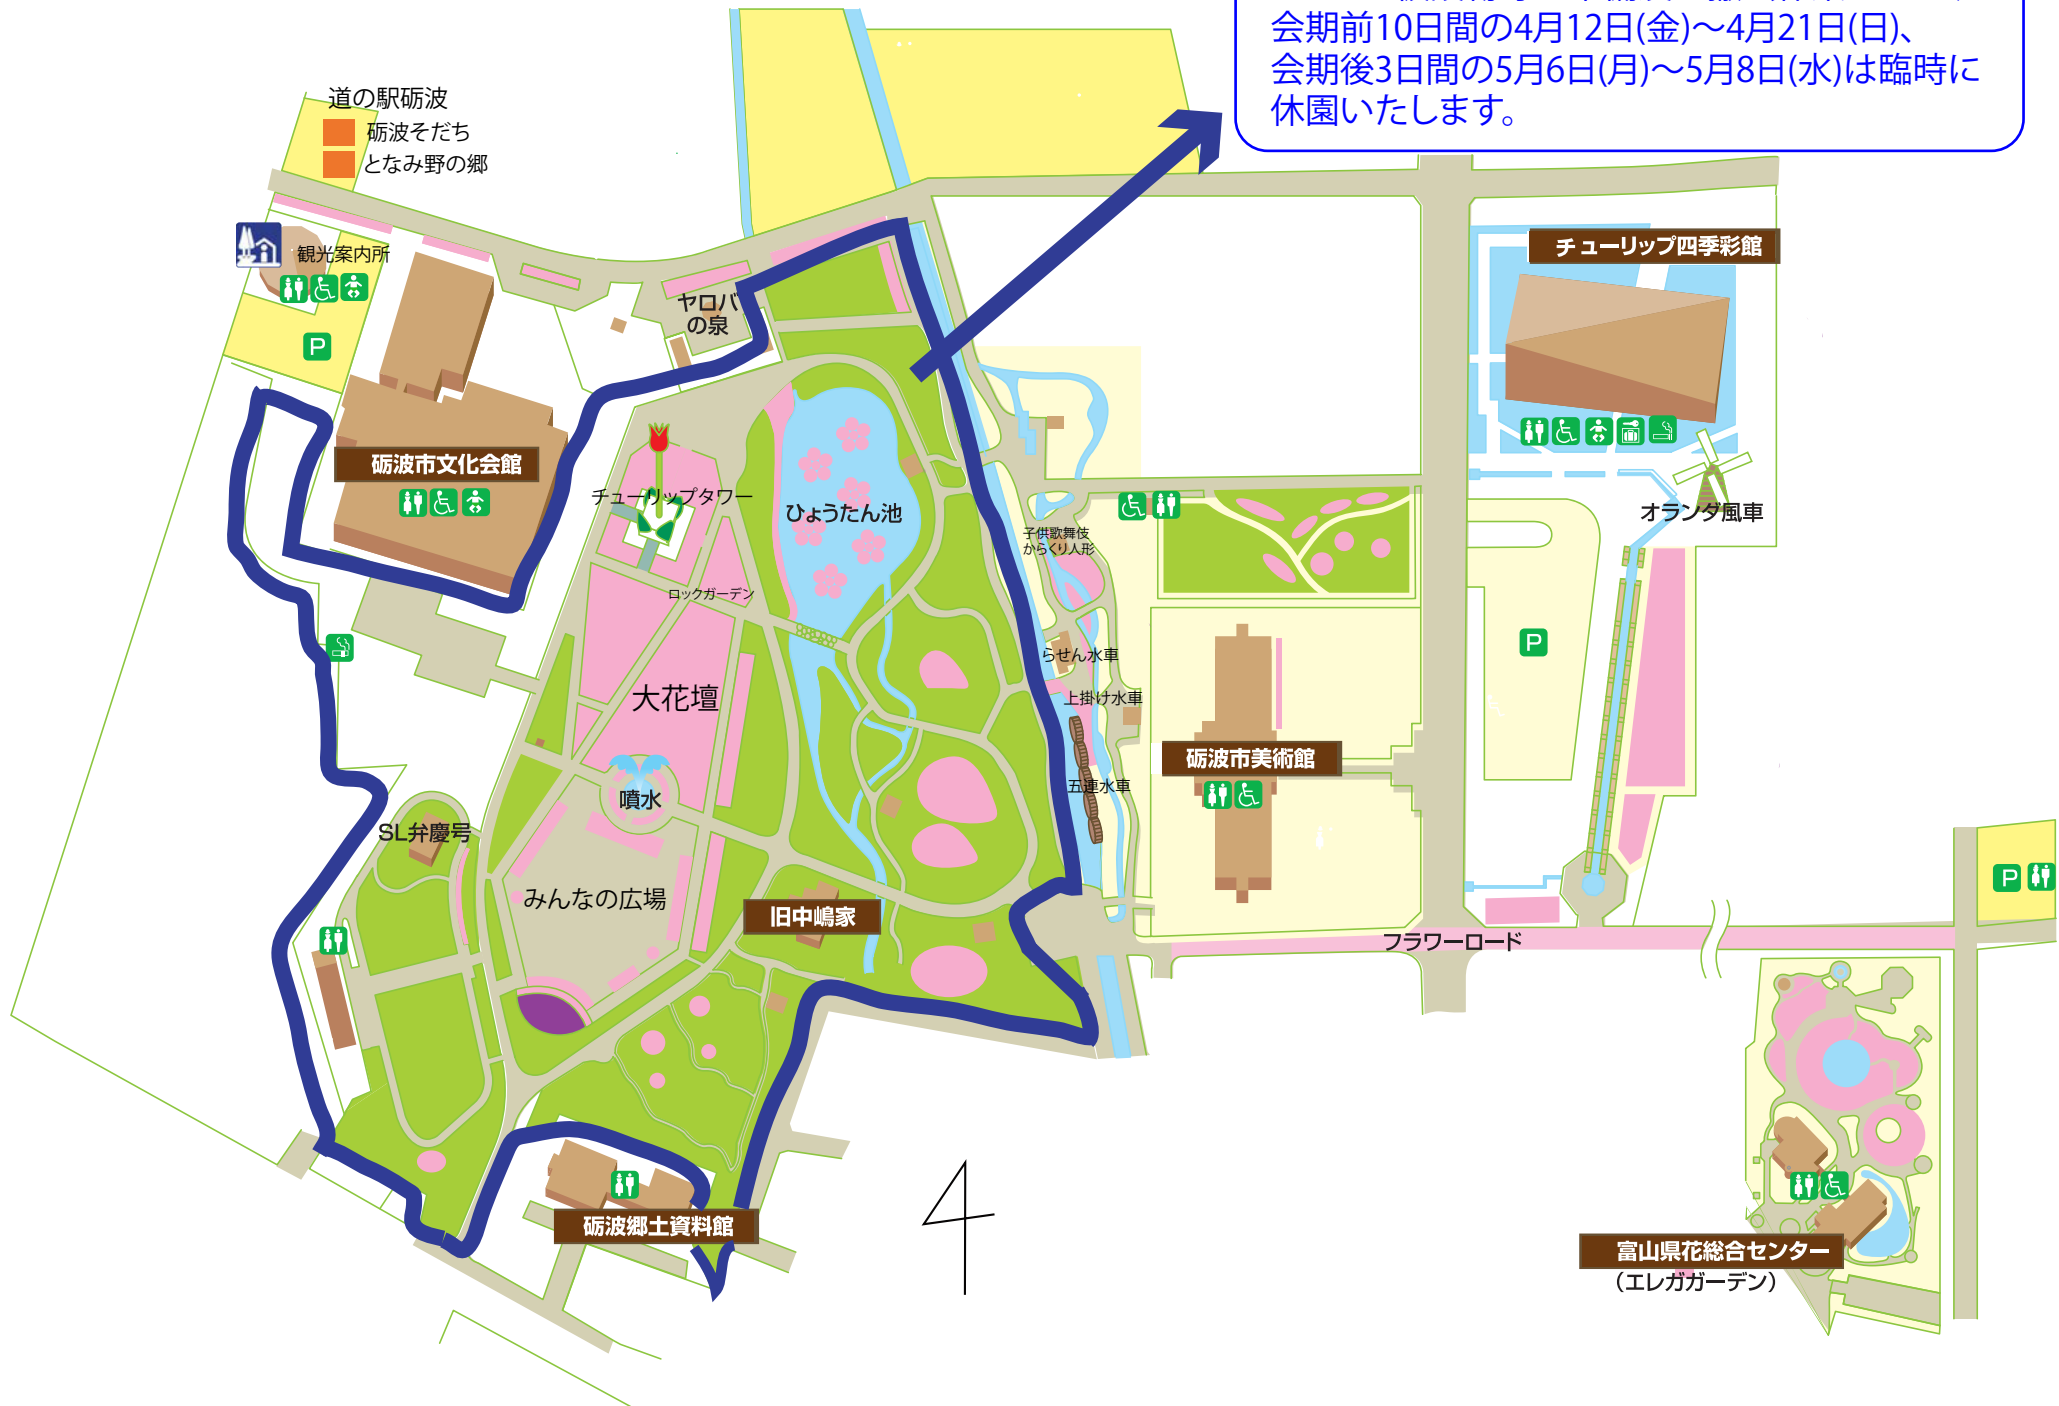 会期前10日間の4月12日(金)～4月21日(日)、
会期後3日間の5月6日(月)～5月8日(水)は臨時に
休園いたします。
道の駅砺波
砺波そだち
となみ野の郷
観光案内所
P
ヤロバ
の泉
チューリップ四季彩館
砺波市文化会館
チューリップタワー
ひょうたん池
オランダ風車
子供歌舞伎
からくり人形
ロックガーデン
P
らせん水車
大花壇
上掛け水車
砺波市美術館
五連水車
噴水
SL弁慶号
P
みんなの広場
旧中嶋家
フラワーロード
砺波郷土資料館
富山県花総合センター
(エレガガーデン)